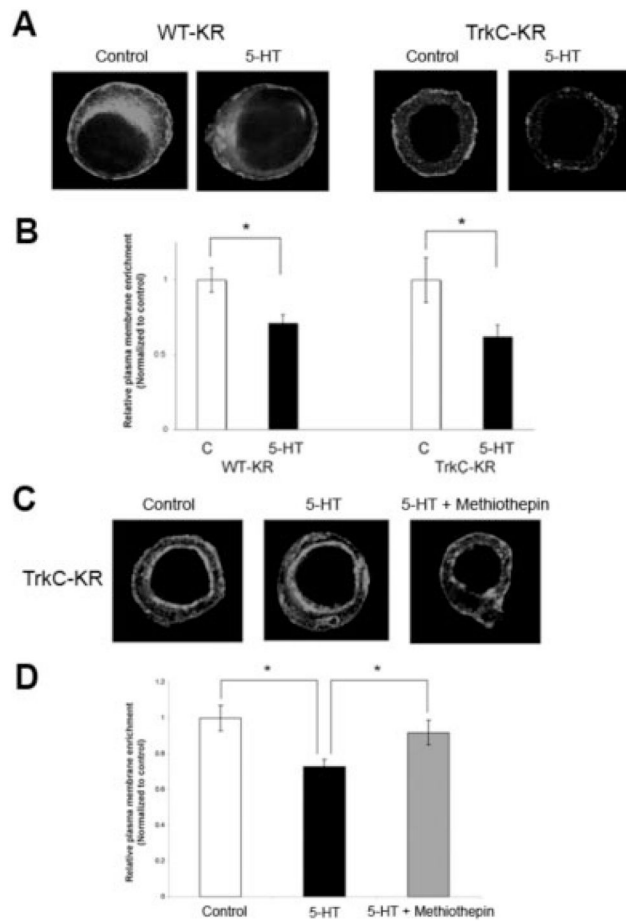 A
WT-KR
TrkC-KR
Control
5-HT
Control
5-HT
B
*
*
Relative plasma membrane enrichment
(Normalized to control)
1
0.5
0
C
5-HT
C
5-HT
WT-KR
TrkC-KR
C
Control
5-HT
5-HT + Methiothepin
TrkC-KR
D
*
*
Relative plasma membrane enrichment
(Normalized to control)
1.2
1
0.8
0.6
0.4
0.2
0
Control
5-HT
5-HT + Methiothepin